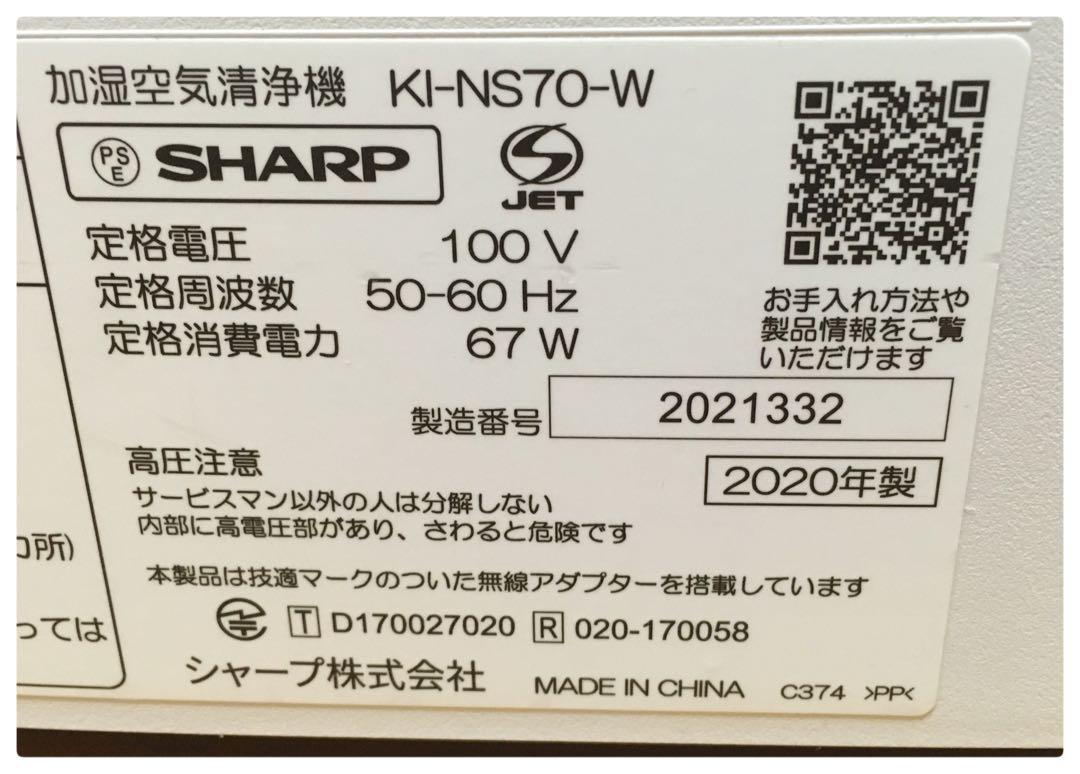 加湿空気清浄機 KI-NS70-W
PSE SHARP
JET
定格電圧 100 V
定格周波数 50-60 Hz
定格消費電力 67 W
お手入れ方法や
製品情報をご覧
いただけます
製造番号 2021332
2020年製
高圧注意
サービスマン以外の人は分解しない
内部に高電圧部があり、さわると危険です
カ所)
っては
本製品は技適マークのついた無線アダプターを搭載しています
T D170027020 R 020-170058
シャープ株式会社 MADE IN CHINA C374 >PP<